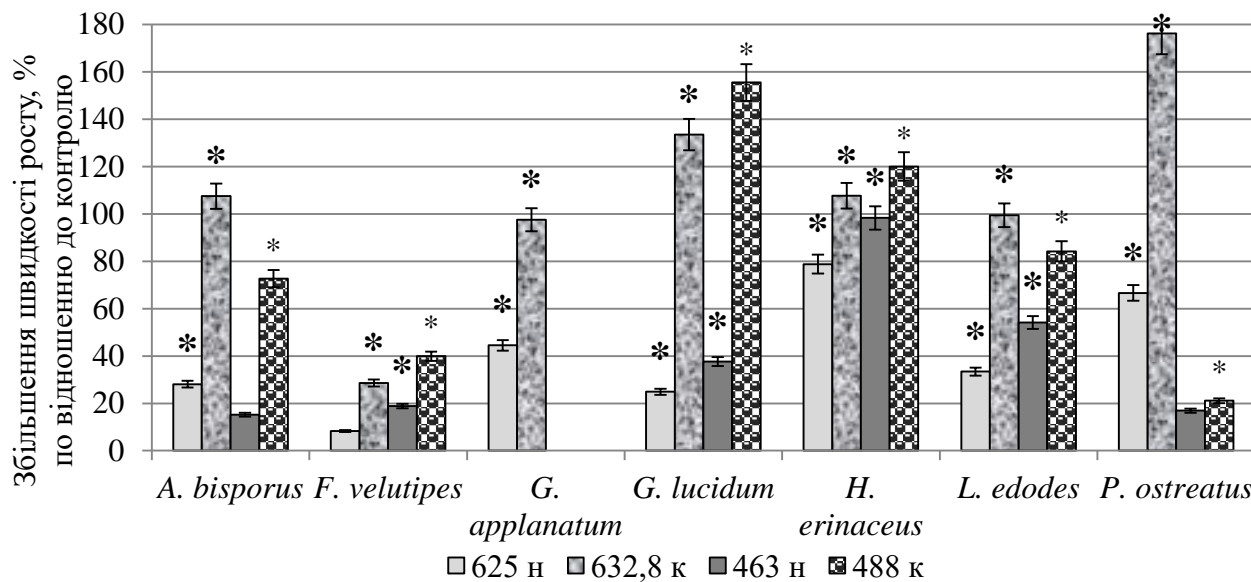 Збільшення швидкості росту, %
по відношенню до контролю
180
160
140
120
100
80
60
40
20
0
* * * * * * * * * * * * * * * * * * * * * *
A. bisporus F. velutipes G. applanatum G. lucidum H. erinaceus L. edodes P. ostreatus
625 н 632,8 к 463 н 488 к